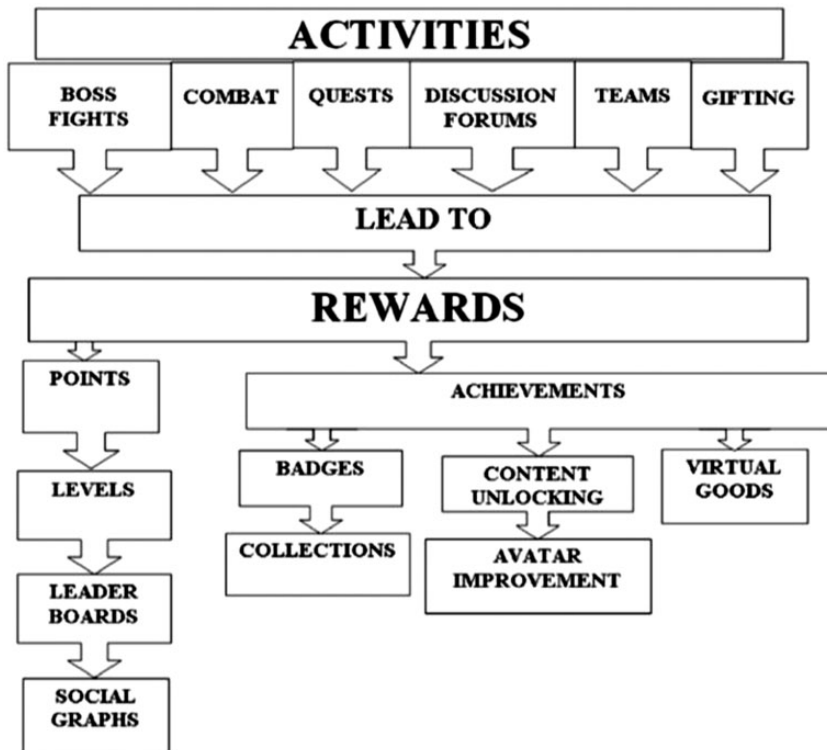 ACTIVITIES
BOSS
FIGHTS
COMBAT
QUESTS
DISCUSSION
FORUMS
TEAMS
GIFTING
LEAD TO
REWARDS
POINTS
LEVELS
LEADER
BOARDS
SOCIAL
GRAPHS
ACHIEVEMENTS
BADGES
COLLECTIONS
CONTENT
UNLOCKING
AVATAR
IMPROVEMENT
VIRTUAL
GOODS